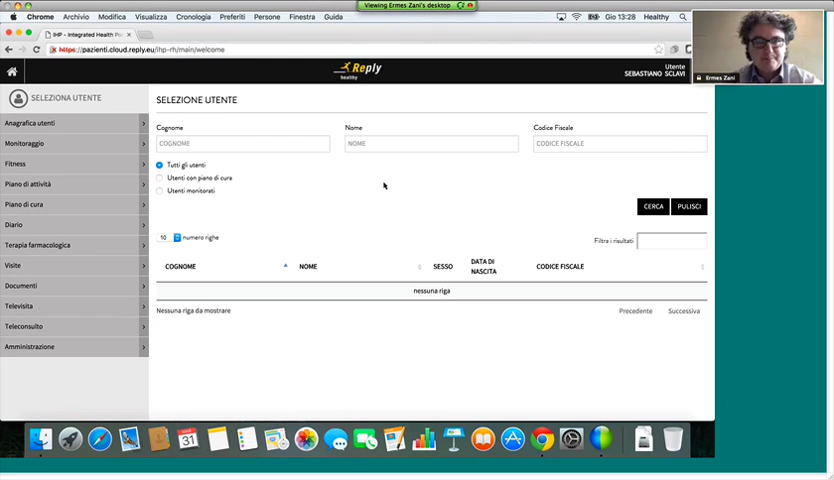 Viewing Ermes Zani's desktop
Chrome Archivio Modifica Visualizza Cronologia Preferiti Persone Finestra Guida Gio 13:28 Healthy
IHP - Integrated Health Po
https://pazienti.cloud.reply.eu/ihp-rh/main/welcome
Ermes Zani
Reply
healthy
Utente
SEBASTIANO SCLAVI
SELEZIONA UTENTE
Anagrafica utenti
Monitoraggio
Fitness
Piano di attività
Piano di cura
Diario
Terapia farmacologica
Visite
Documenti
Televisita
Teleconsulto
Amministrazione
SELEZIONE UTENTE
Cognome Nome Codice Fiscale
COGNOME NOME CODICE FISCALE
Tutti gli utenti
Utenti con piano di cura
Utenti monitorati
CERCA PULISCI
10 numero righe Filtra i risultati
COGNOME NOME SESSO DATA DI NASCITA CODICE FISCALE
nessuna riga
Nessuna riga da mostrare Precedente Successiva
31